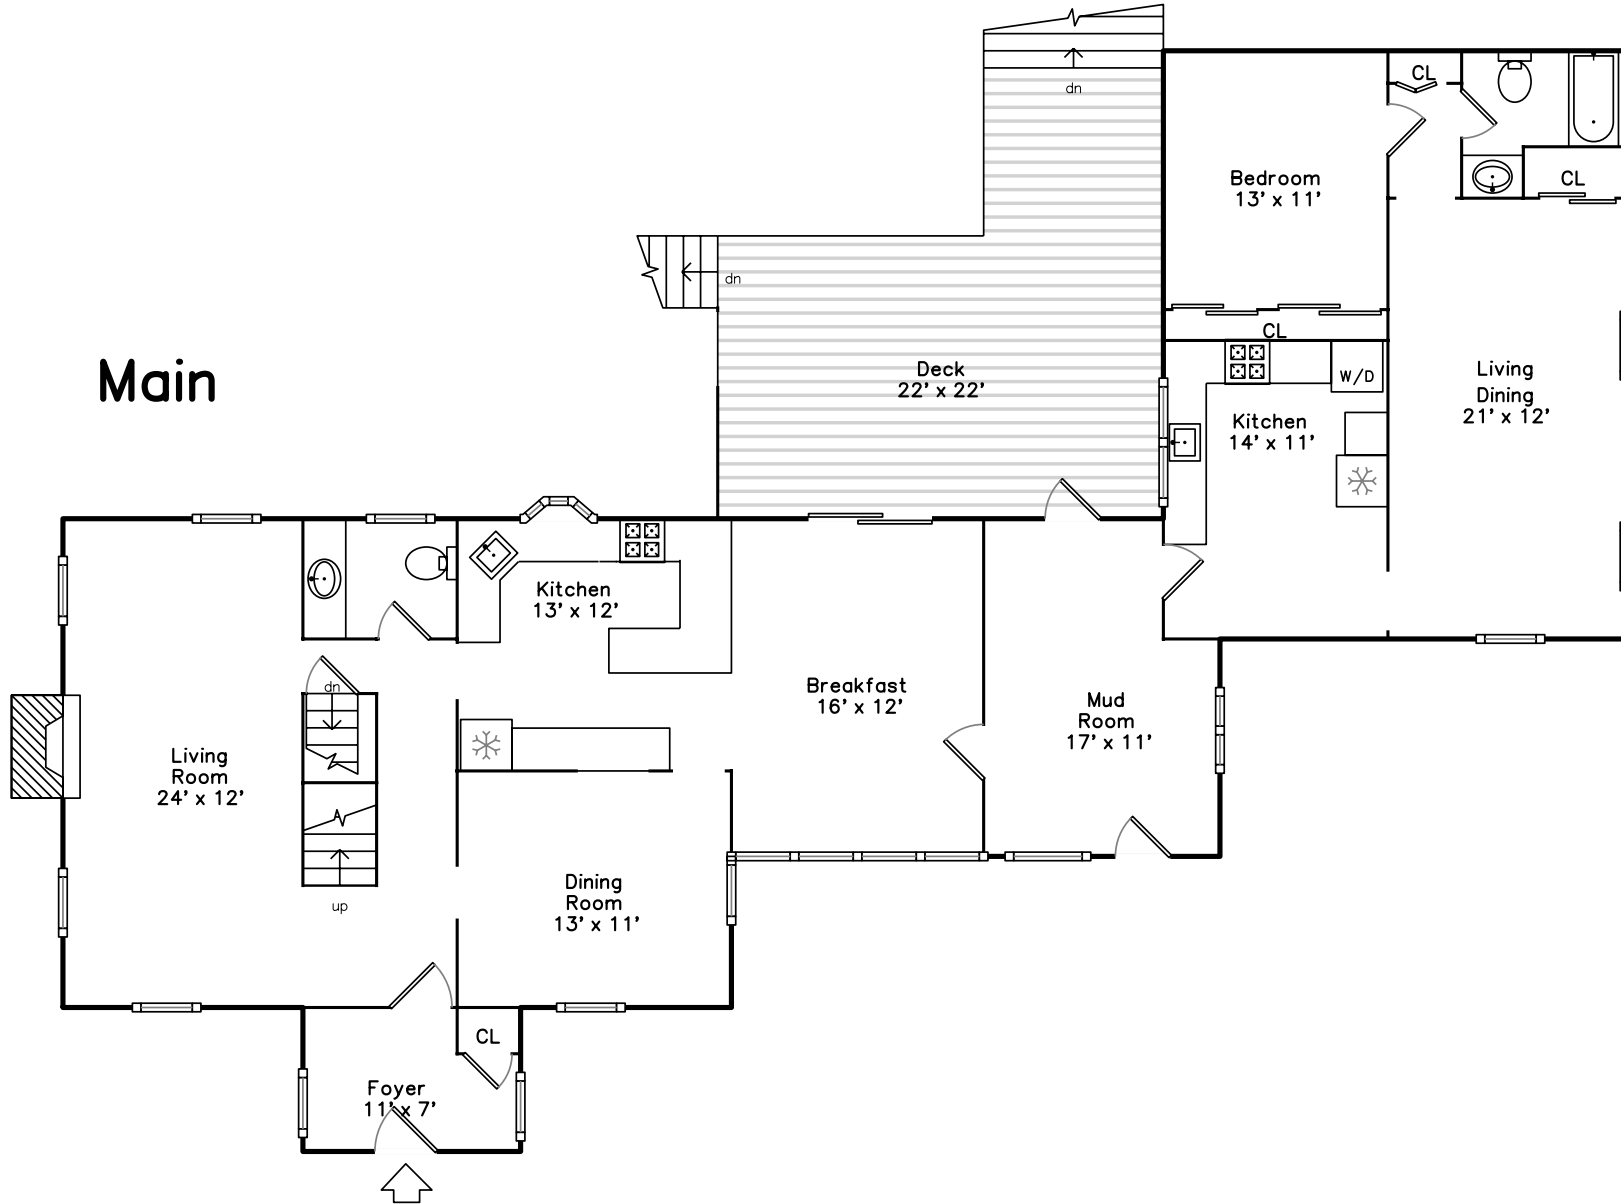 dn
CL
Bedroom
13' x 11'
CL
dn
CL
Main
Deck
22' x 22'
W/D
Living
Dining
21' x 12'
Kitchen
14' x 11'
Kitchen
13' x 12'
dn
Breakfast
16' x 12'
Mud
Room
17' x 11'
Living
Room
24' x 12'
Dining
Room
13' x 11'
up
CL
Foyer
11' x 7'